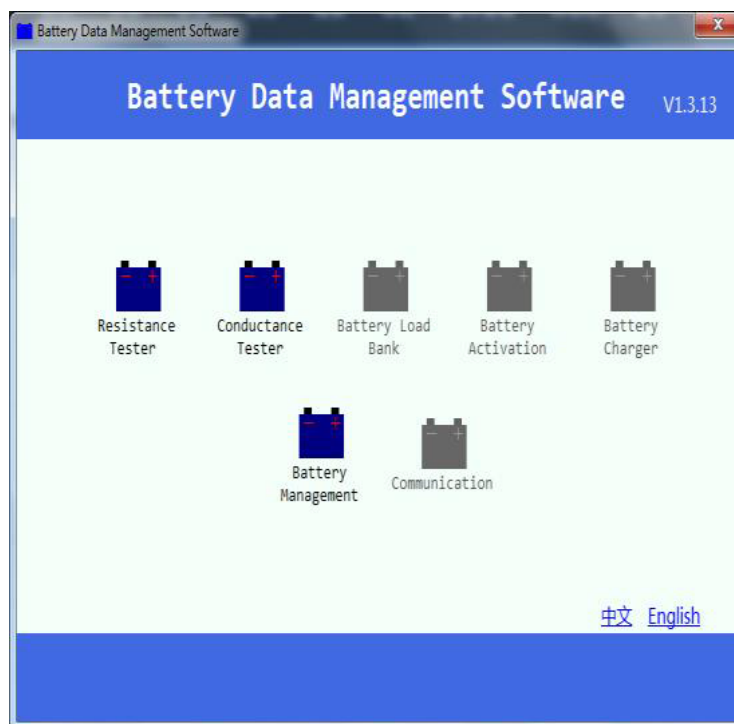 Battery Data Management Software
X
Battery Data Management Software
V1.3.13
Resistance
Tester
Conductance
Tester
Battery Load
Bank
Battery
Activation
Battery
Charger
Battery
Management
Communication
中文 English